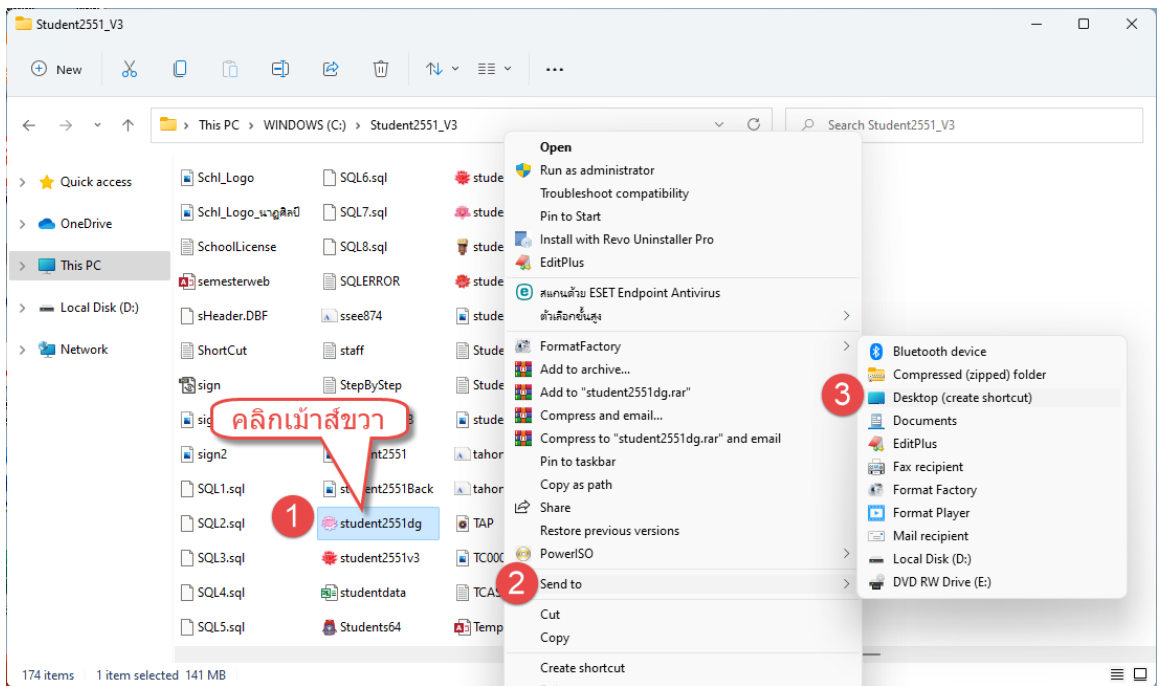 Student2551_V3
New
This PC > WINDOWS (C:) > Student2551_V3
Search Student2551_V3
Quick access
OneDrive
This PC
Local Disk (D:)
Network
Schl_Logo
Schl_Logo_นาฏศิลป์
SchoolLicense
semesterweb
sHeader.DBF
ShortCut
sign
sign2
SQL1.sql
SQL2.sql
SQL3.sql
SQL4.sql
SQL5.sql
SQL6.sql
SQL7.sql
SQL8.sql
SQLERROR
ssee874
staff
StepByStep
student2551Back
student2551dg
student2551v3
studentdata
Students64
TAP
คลิกเม้าส์ขวา
1
2
3
Open
Run as administrator
Troubleshoot compatibility
Pin to Start
Install with Revo Uninstaller Pro
EditPlus
สแกนด้วย ESET Endpoint Antivirus
ตัวเลือกขั้นสูง
FormatFactory
Add to archive...
Add to "student2551dg.rar"
Compress and email...
Compress to "student2551dg.rar" and email
Pin to taskbar
Copy as path
Share
Restore previous versions
PowerISO
Send to
Cut
Copy
Create shortcut
Bluetooth device
Compressed (zipped) folder
Desktop (create shortcut)
Documents
EditPlus
Fax recipient
Format Factory
Format Player
Mail recipient
Local Disk (D:)
DVD RW Drive (E:)
174 items
1 item selected 141 MB